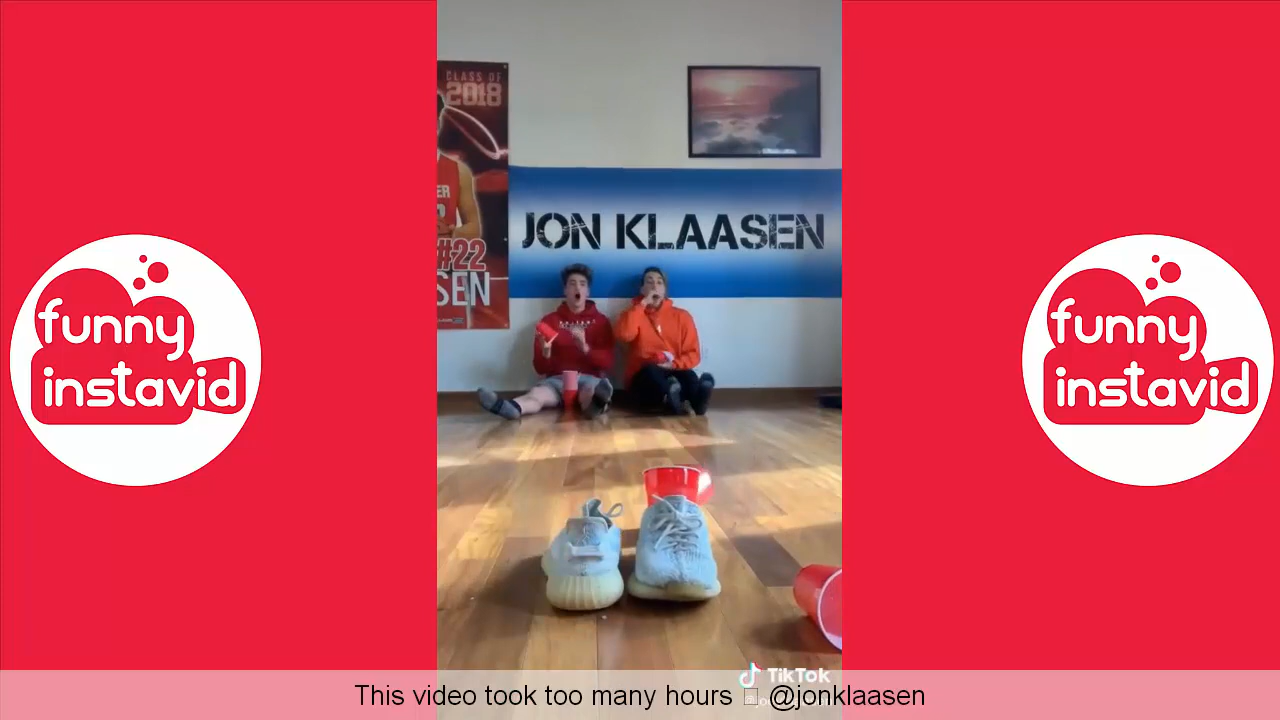 CLASS OF
2018
#22
SEN
JON KLAASEN
funny
instavid
funny
instavid
TikTok
This video took too many hours @jonklaasen